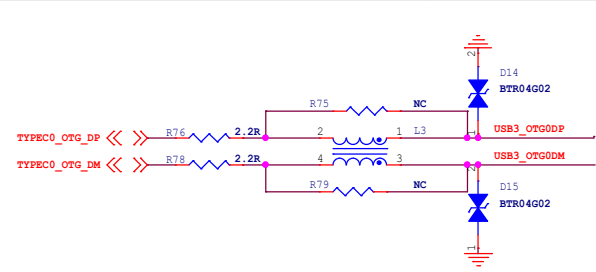 2
D14
BTR04G02
R75 NC
TYPEC0_OTG_DP R76 2.2R 2 1 L3 1 USB3_OTG0DP
TYPEC0_OTG_DM R78 2.2R 4 3 2 USB3_OTG0DM
R79 NC
D15
BTR04G02
1